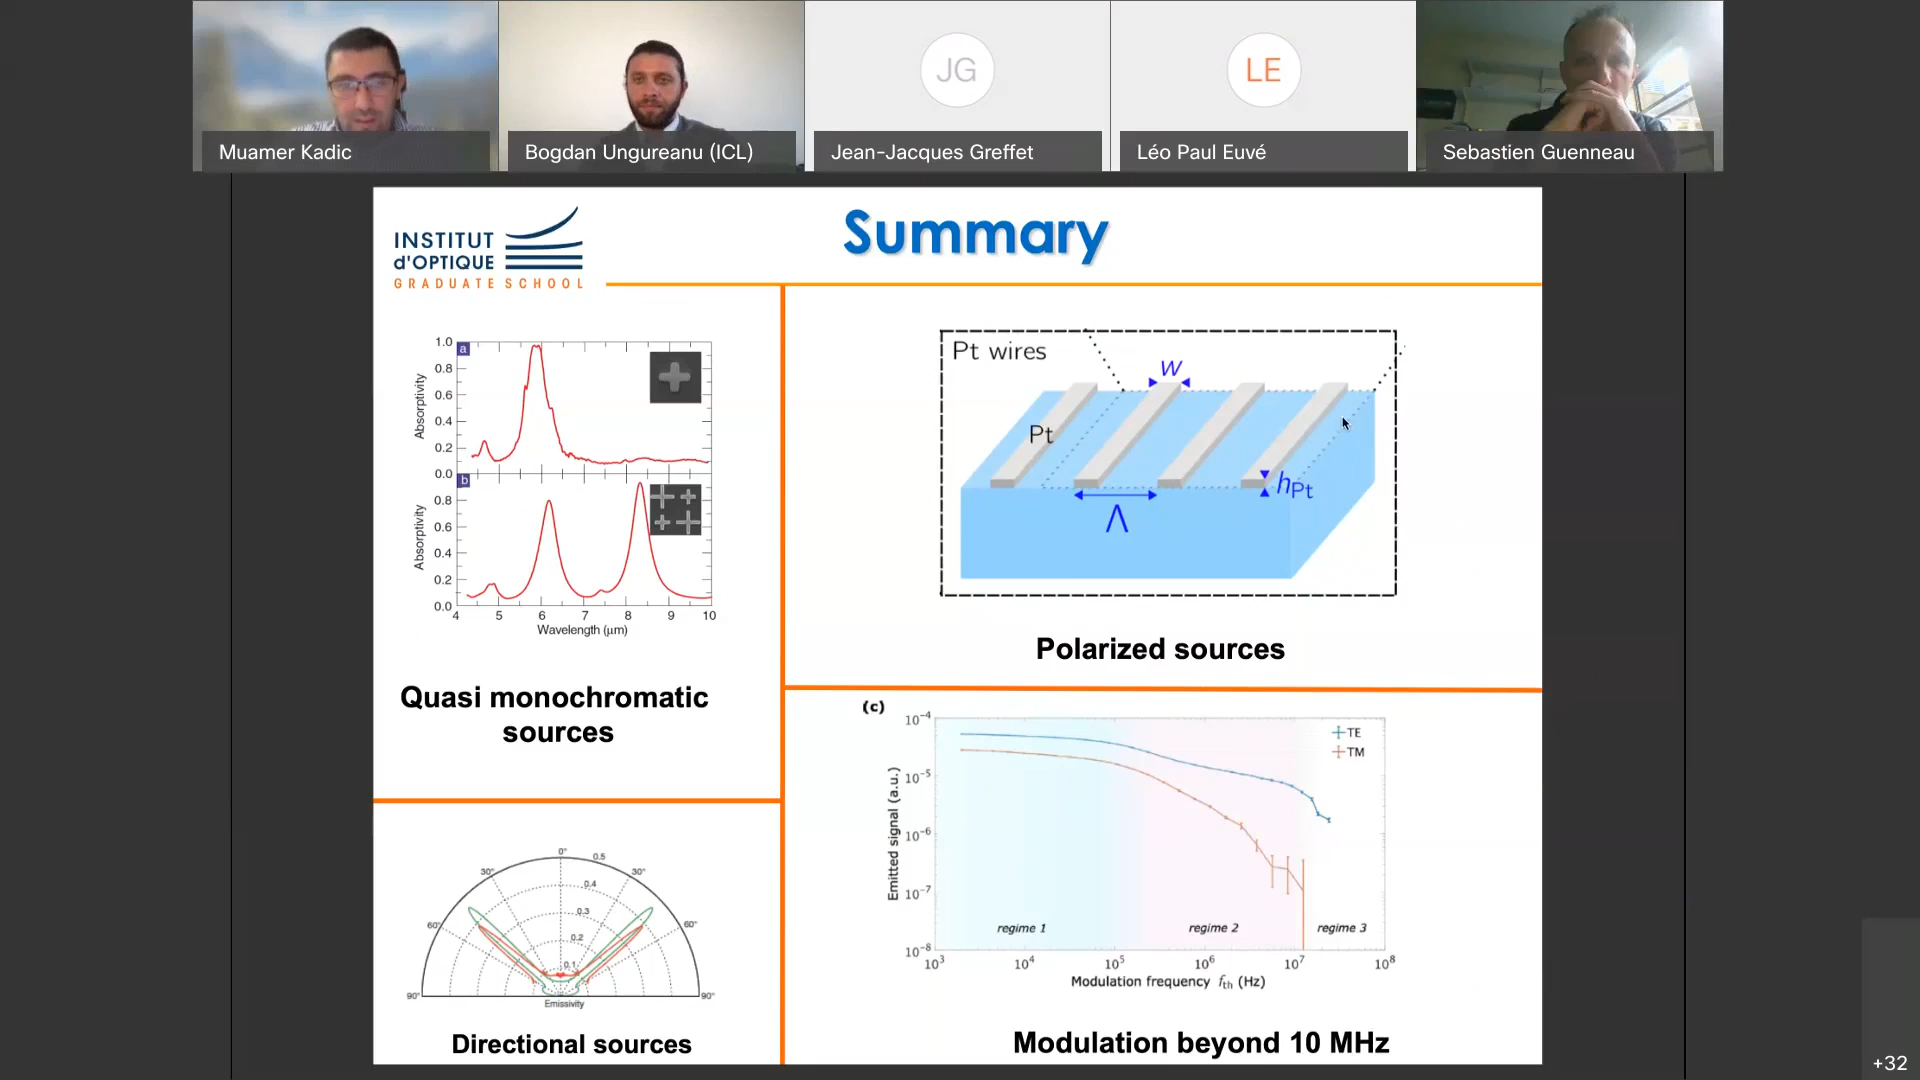 Muamer Kadic
Bogdan Ungureanu (ICL)
JG
Jean-Jacques Greffet
LE
Léo Paul Euvé
Sebastien Guenneau
INSTITUT
d'OPTIQUE
GRADUATE SCHOOL
Summary
a
1.0
0.8
0.6
0.4
0.2
0.0
Absorptivity
b
0.8
0.6
0.4
0.2
0.0
Absorptivity
4 5 6 7 8 9 10
Wavelength (μm)
Quasi monochromatic
sources
Pt wires
w
Pt
hPt
Λ
Polarized sources
0° 0.5
30° 30°
0.4
0.3
60° 60°
0.2
0.1
90° 90°
Emissivity
Directional sources
(c)
10⁻⁴
10⁻⁵
10⁻⁶
10⁻⁷
10⁻⁸
Emitted signal (a.u.)
TE
TM
regime 1 regime 2 regime 3
10³ 10⁴ 10⁵ 10⁶ 10⁷ 10⁸
Modulation frequency fth (Hz)
Modulation beyond 10 MHz
+32